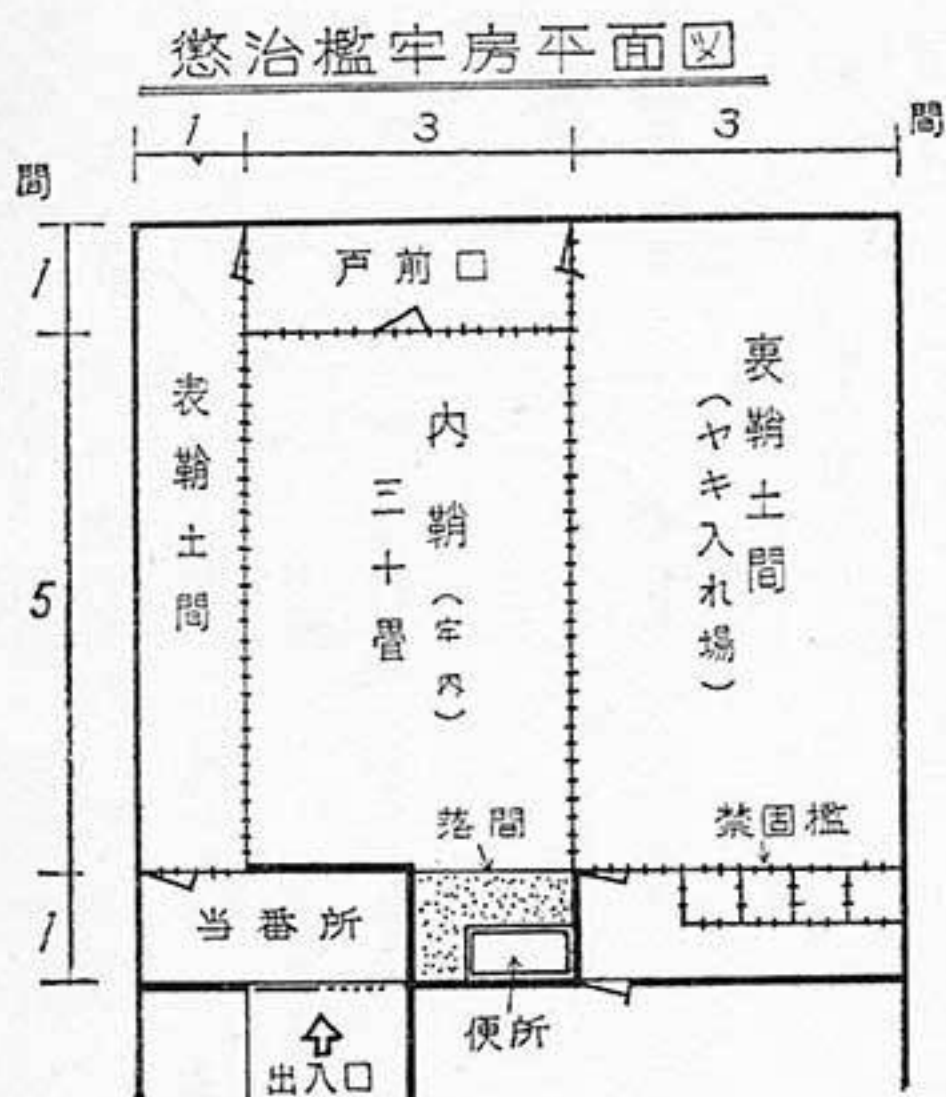 懲治檻牢房平面図
1 3 3 間
間
1
5
1
戸前口
表鞘土間
内鞘（牢内）
三十畳
裏鞘土間
（ヤキ入れ場）
落間
禁固檻
当番所
便所
出入口